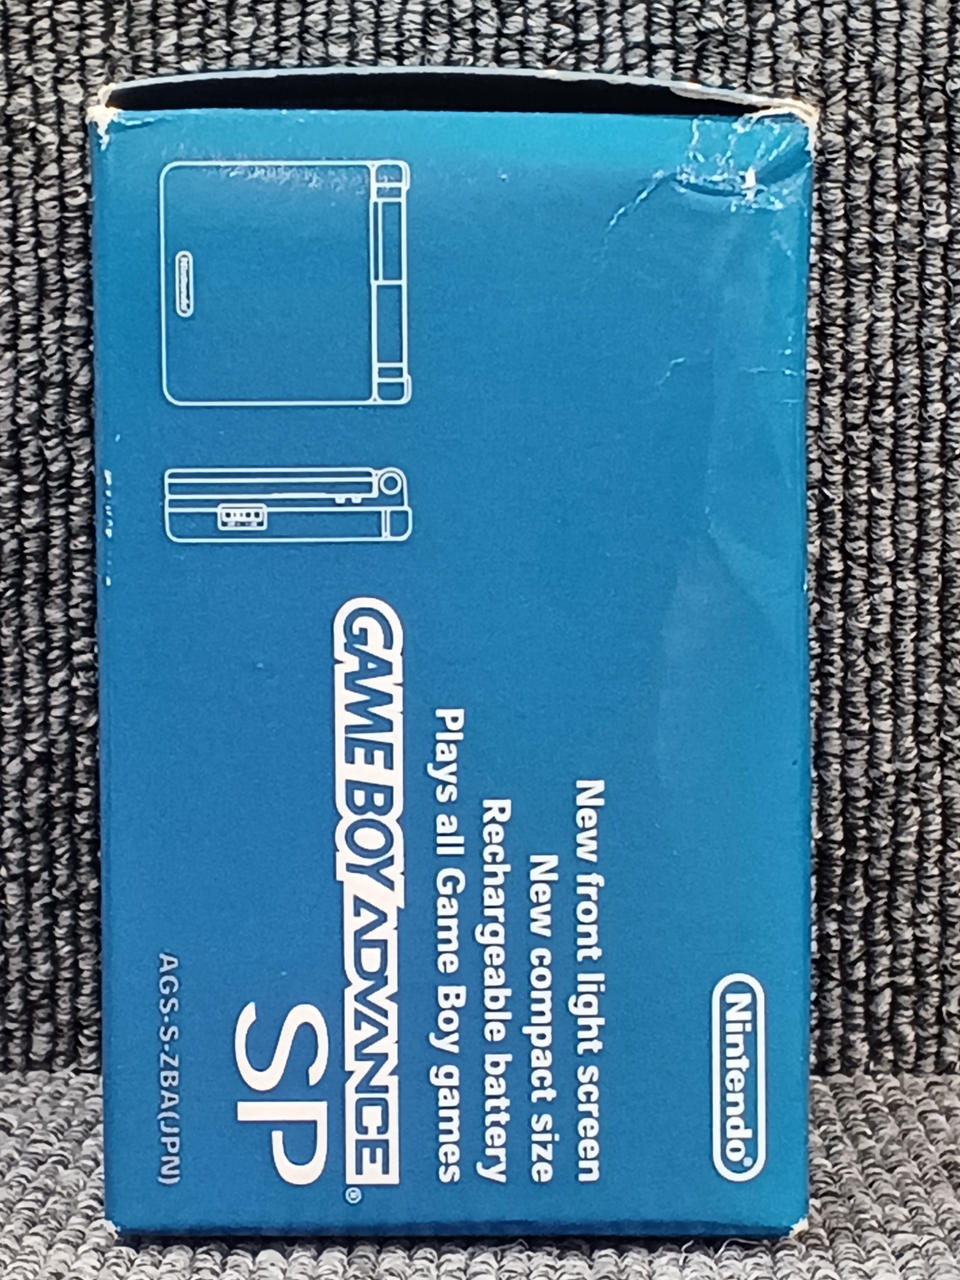 Nintendo®
New front light screen
New compact size
Rechargeable battery
Plays all Game Boy games
GAME BOY ADVANCE®
SP
AGS-S-ZBA(JPN)
Nintendo